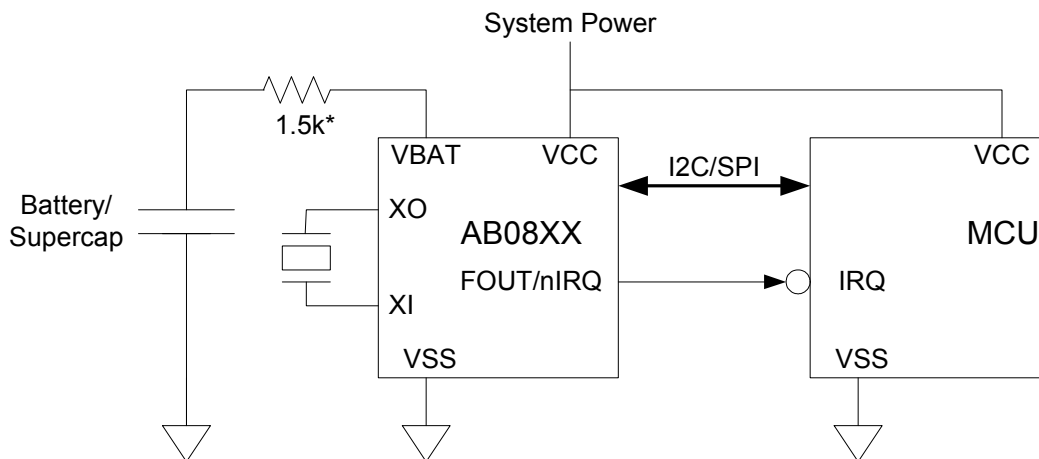 System Power
1.5k*
VBAT
VCC
VCC
I2C/SPI
Battery/
Supercap
XO
AB08XX
MCU
FOUT/nIRQ
IRQ
XI
VSS
VSS